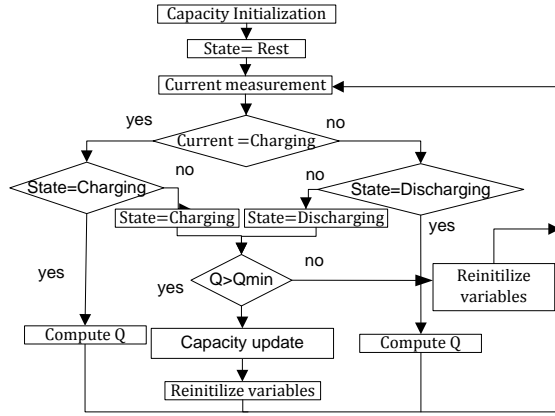 Capacity Initialization
State= Rest
Current measurement
yes
no
Current =Charging
State=Charging
no
no
State=Discharging
State=Charging
State=Discharging
yes
yes
Q>Qmin
no
yes
Reinitilize
variables
Compute Q
Capacity update
Compute Q
Reinitilize variables